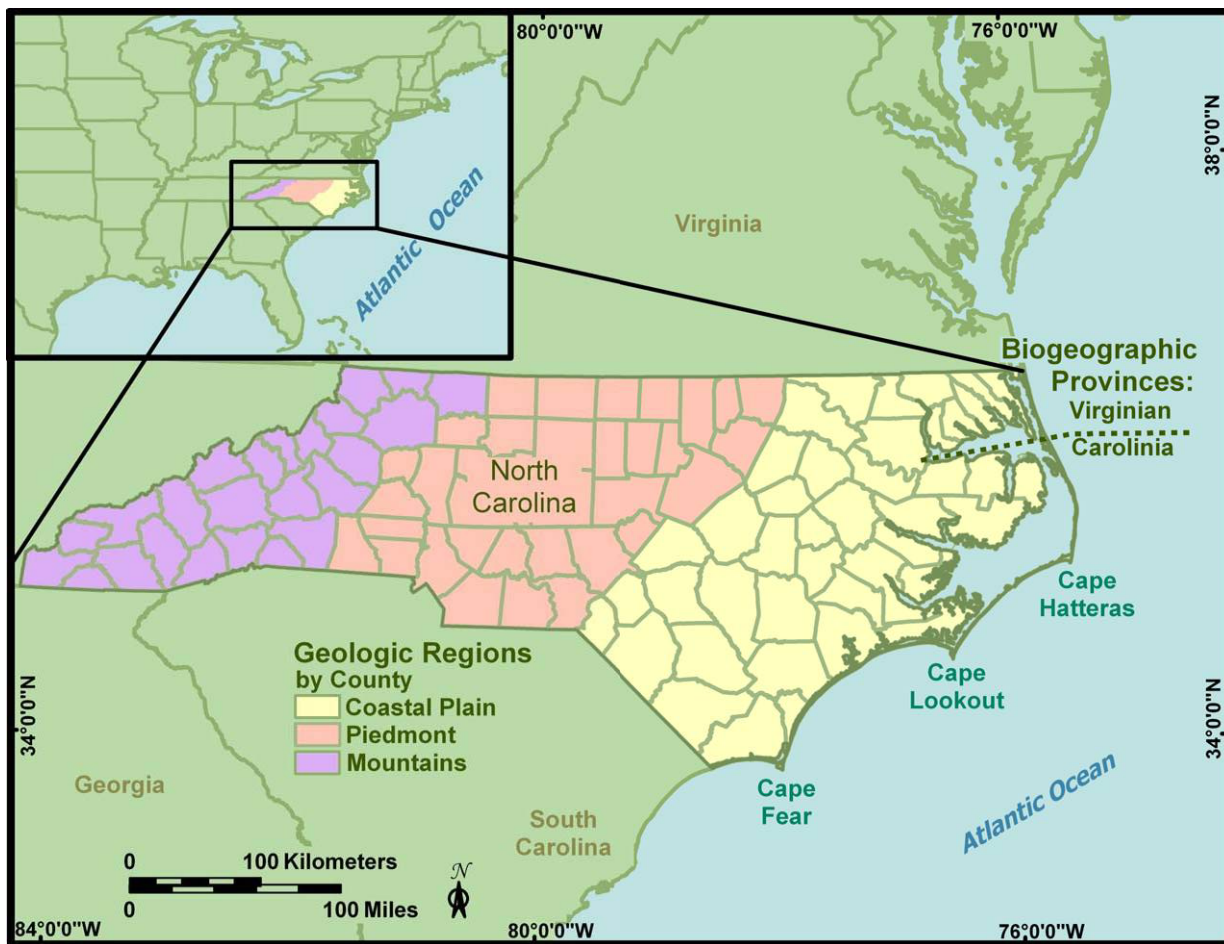 80°0'0"W
76°0'0"W
38°0'0"N
Atlantic Ocean
Virginia
Biogeographic
Provinces:
Virginian
Carolinia
North
Carolina
Cape
Hatteras
Geologic Regions
by County
Coastal Plain
Piedmont
Mountains
Cape
Lookout
34°0'0"N
34°0'0"N
Georgia
Cape
Fear
South
Carolina
Atlantic Ocean
0 100 Kilometers
0 100 Miles
N
84°0'0"W
80°0'0"W
76°0'0"W